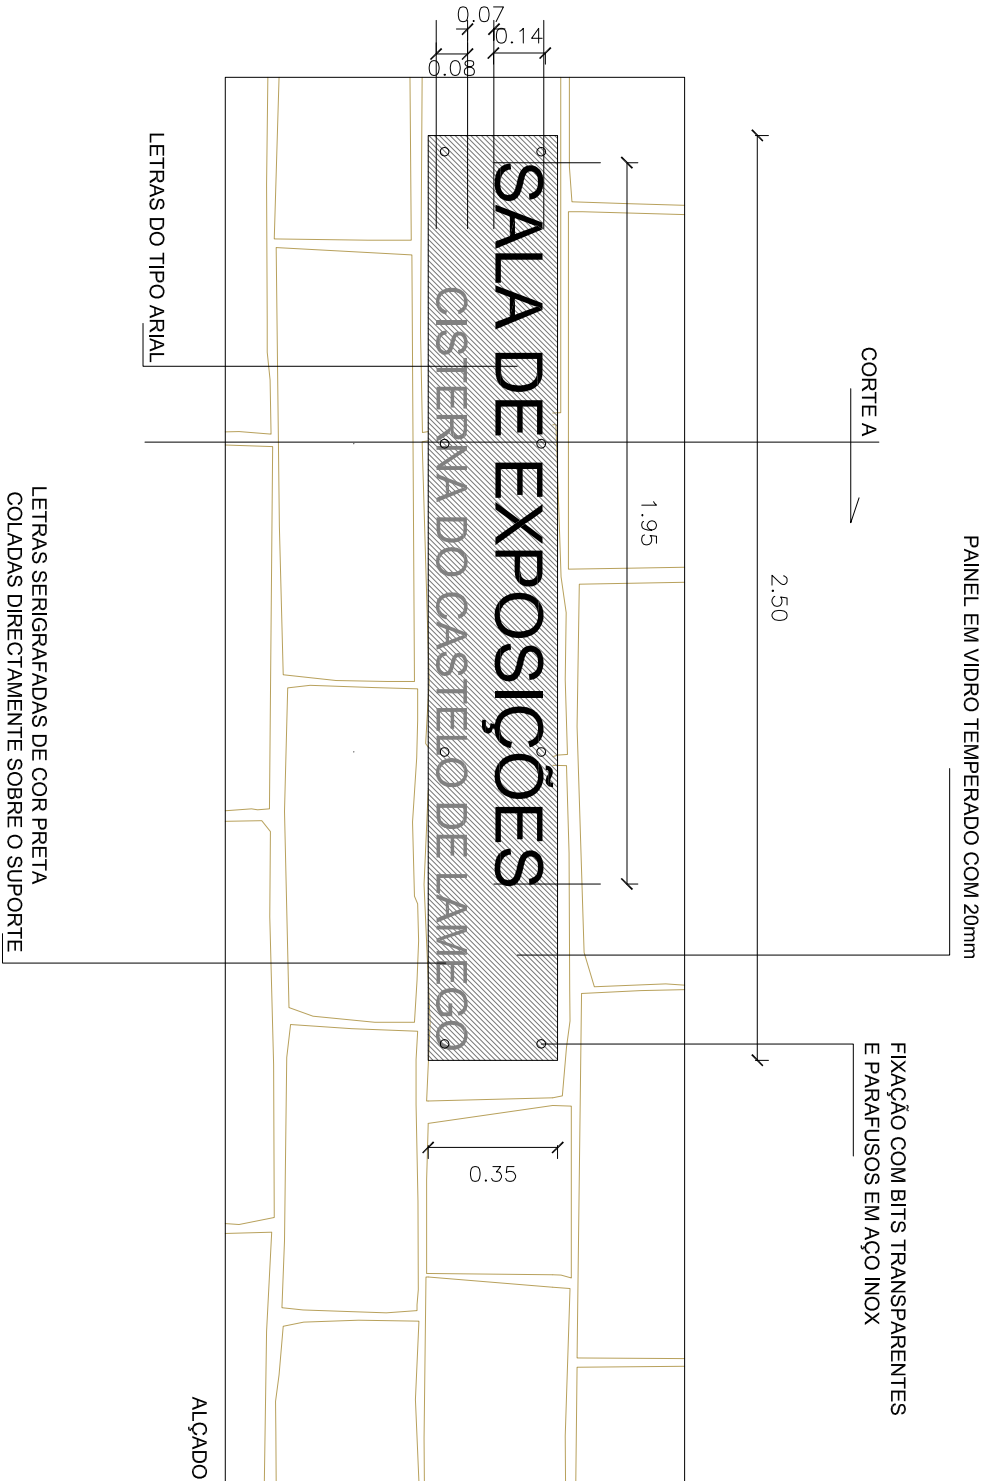 PAINEL EM VIDRO TEMPERADO COM 20mm
FIXAÇÃO COM BITS TRANSPARENTES
E PARAFUSOS EM AÇO INOX
CORTE A
2.50
1.95
SALA DE EXPOSIÇÕES
CISTERNA DO CASTELO DE LAMEGO
0.14
0.07
0.08
0.35
LETRAS DO TIPO ARIAL
LETRAS SERIGRAFADAS DE COR PRETA
COLADAS DIRECTAMENTE SOBRE O SUPORTE
ALÇADO